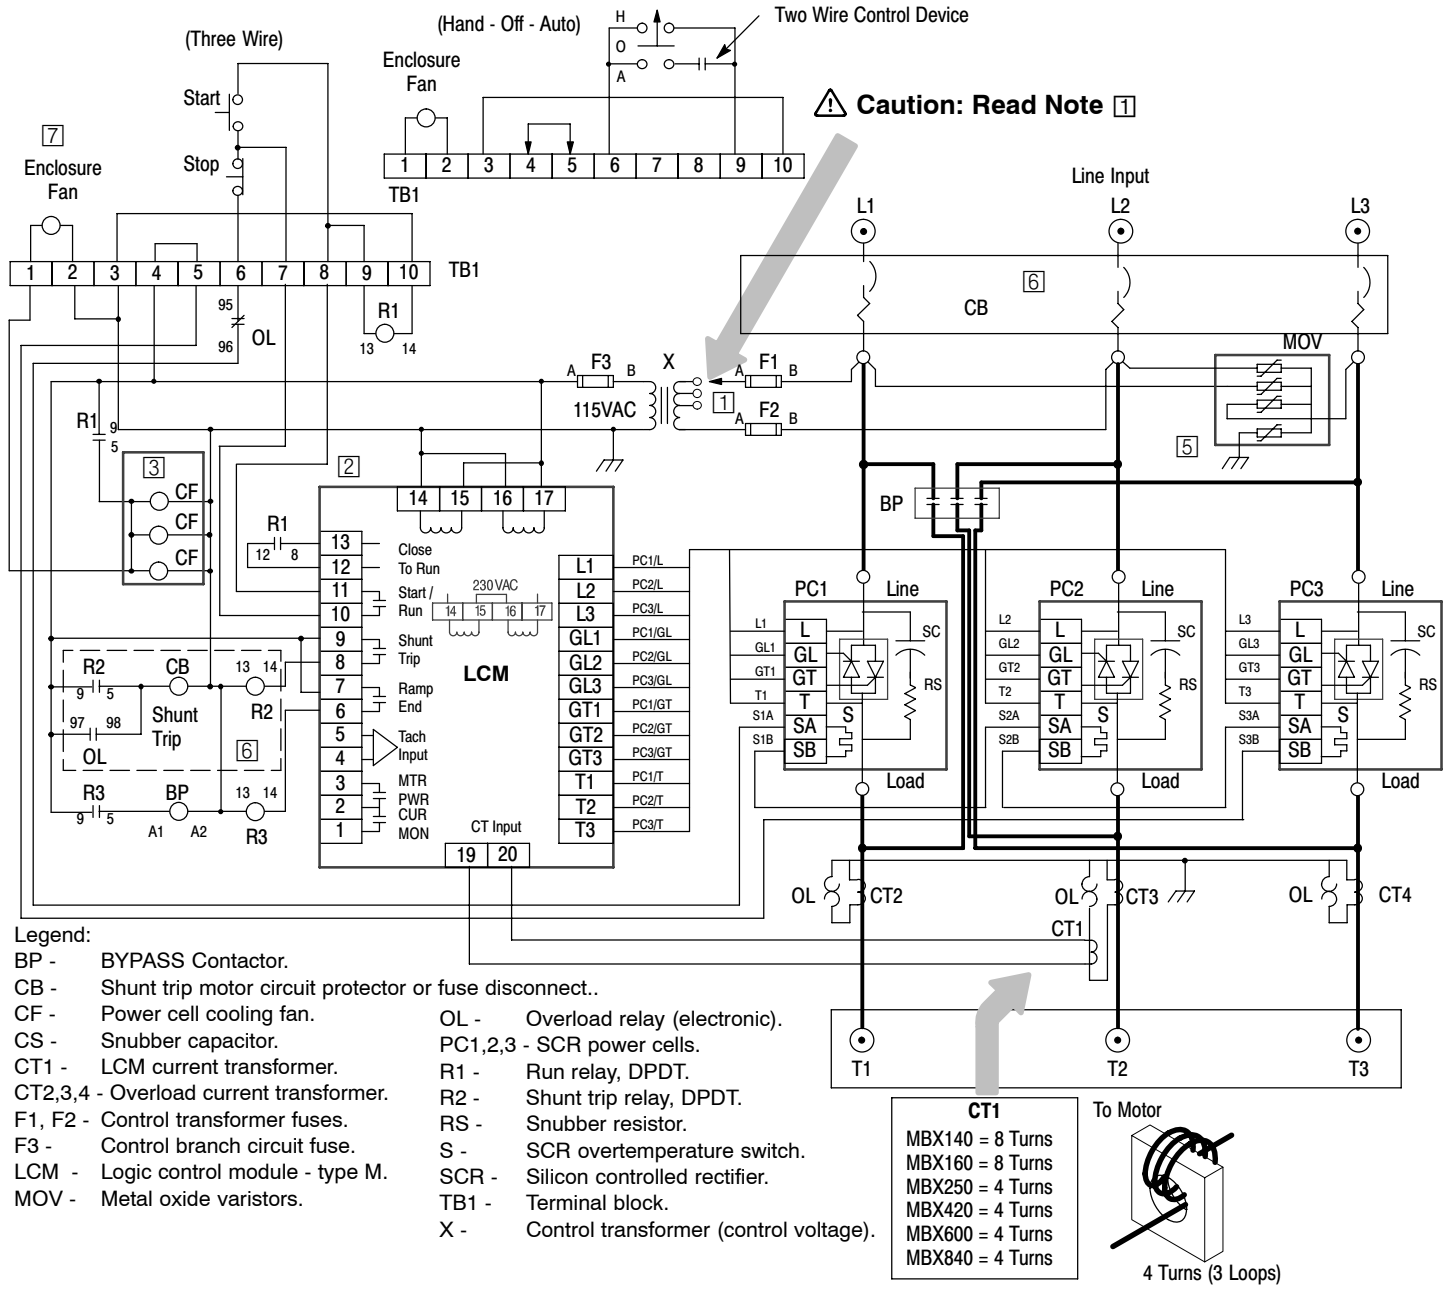 (Three Wire)
Start
Stop
7
Enclosure
Fan
1 2 3 4 5 6 7 8 9 10 TB1
(Hand - Off - Auto)
H
O
A
Two Wire Control Device
Enclosure
Fan
1 2 3 4 5 6 7 8 9 10
TB1
Caution: Read Note 1
Line Input
L1 L2 L3
6
CB
MOV
5
95
OL
96
R1
13 14
A F3 B X
115VAC
1
A F1 B
A F2 B
R1 9
5
3
CF
CF
CF
2
14 15 16 17
R1
12 8
13 Close
12 To Run
11 Start /
10 Run
9 Shunt
8 Trip
7 Ramp
6 End
5 Tach
4 Input
3 MTR
PWR
2 CUR
1 MON
230 VAC
14 15 16 17
LCM
CT Input
19 20
L1 PC1/L
L2 PC2/L
L3 PC3/L
GL1 PC1/GL
GL2 PC2/GL
GL3 PC3/GL
GT1 PC1/GT
GT2 PC2/GT
GT3 PC3/GT
T1 PC1/T
T2 PC2/T
T3 PC3/T
R2
9 5
CB
13 14
R2
97 98
OL
Shunt
Trip
6
R3
9 5
BP
A1 A2
13 14
R3
BP
PC1 Line
L1 L
GL1 GL
GT1 GT
T1 T
S1A SA
S1B SB
S
SC
RS
Load
PC2 Line
L2 L
GL2 GL
GT2 GT
T2 T
S2A SA
S2B SB
S
SC
RS
Load
PC3 Line
L3 L
GL3 GL
GT3 GT
T3 T
S3A SA
S3B SB
S
SC
RS
Load
OL CT2
OL CT3
OL CT4
CT1
T1 T2 T3
To Motor
Legend:
BP - BYPASS Contactor.
CB - Shunt trip motor circuit protector or fuse disconnect..
CF - Power cell cooling fan.
CS - Snubber capacitor.
CT1 - LCM current transformer.
CT2,3,4 - Overload current transformer.
F1, F2 - Control transformer fuses.
F3 - Control branch circuit fuse.
LCM - Logic control module - type M.
MOV - Metal oxide varistors.
OL - Overload relay (electronic).
PC1,2,3 - SCR power cells.
R1 - Run relay, DPDT.
R2 - Shunt trip relay, DPDT.
RS - Snubber resistor.
S - SCR overtemperature switch.
SCR - Silicon controlled rectifier.
TB1 - Terminal block.
X - Control transformer (control voltage).
CT1
MBX140 = 8 Turns
MBX160 = 8 Turns
MBX250 = 4 Turns
MBX420 = 4 Turns
MBX600 = 4 Turns
MBX840 = 4 Turns
4 Turns (3 Loops)